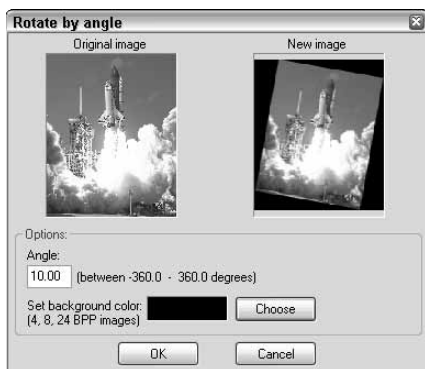 Rotate by angle
Original image New image
Options:
Angle:
10.00 (between -360.0 - 360.0 degrees)
Set background color: Choose
(4, 8, 24 BPP images)
OK Cancel